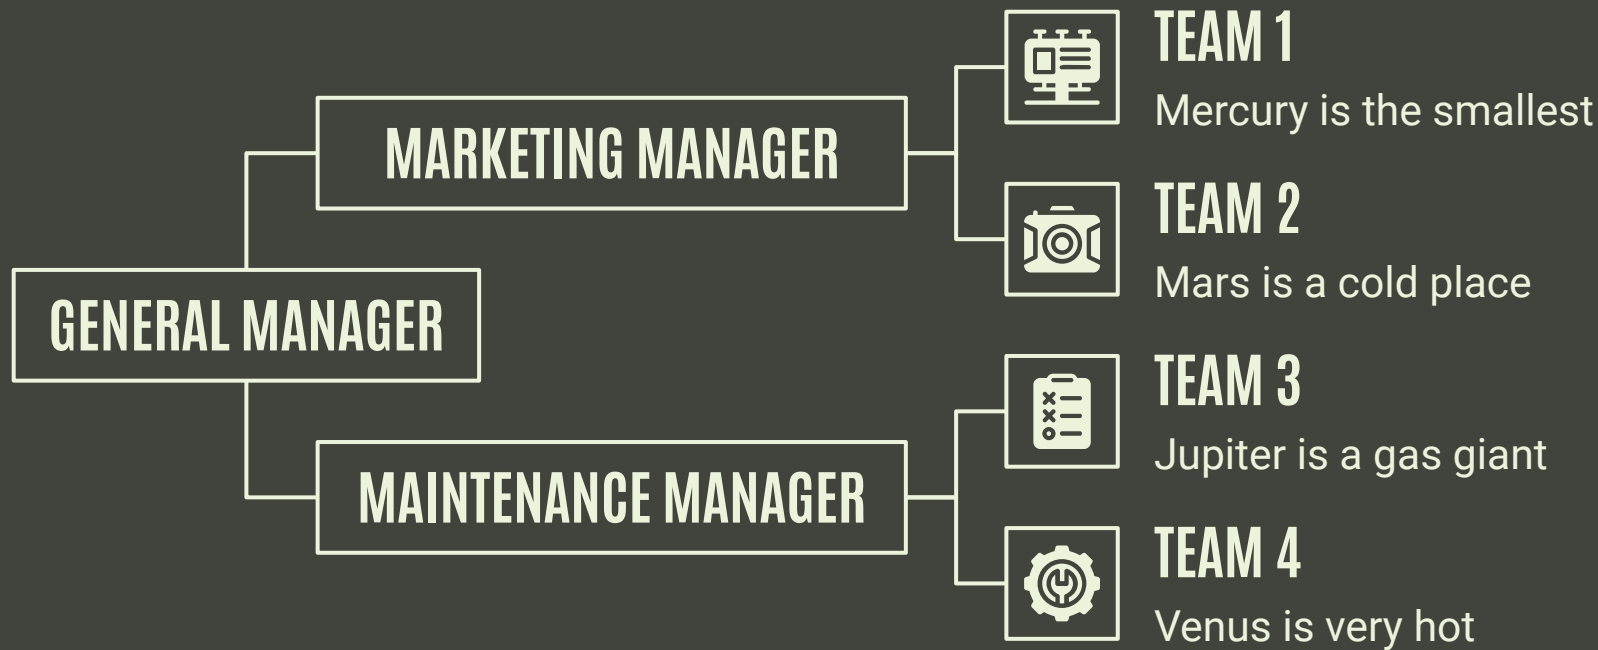 GENERAL MANAGER
MARKETING MANAGER
TEAM 1
Mercury is the smallest
TEAM 2
Mars is a cold place
MAINTENANCE MANAGER
TEAM 3
Jupiter is a gas giant
TEAM 4
Venus is very hot